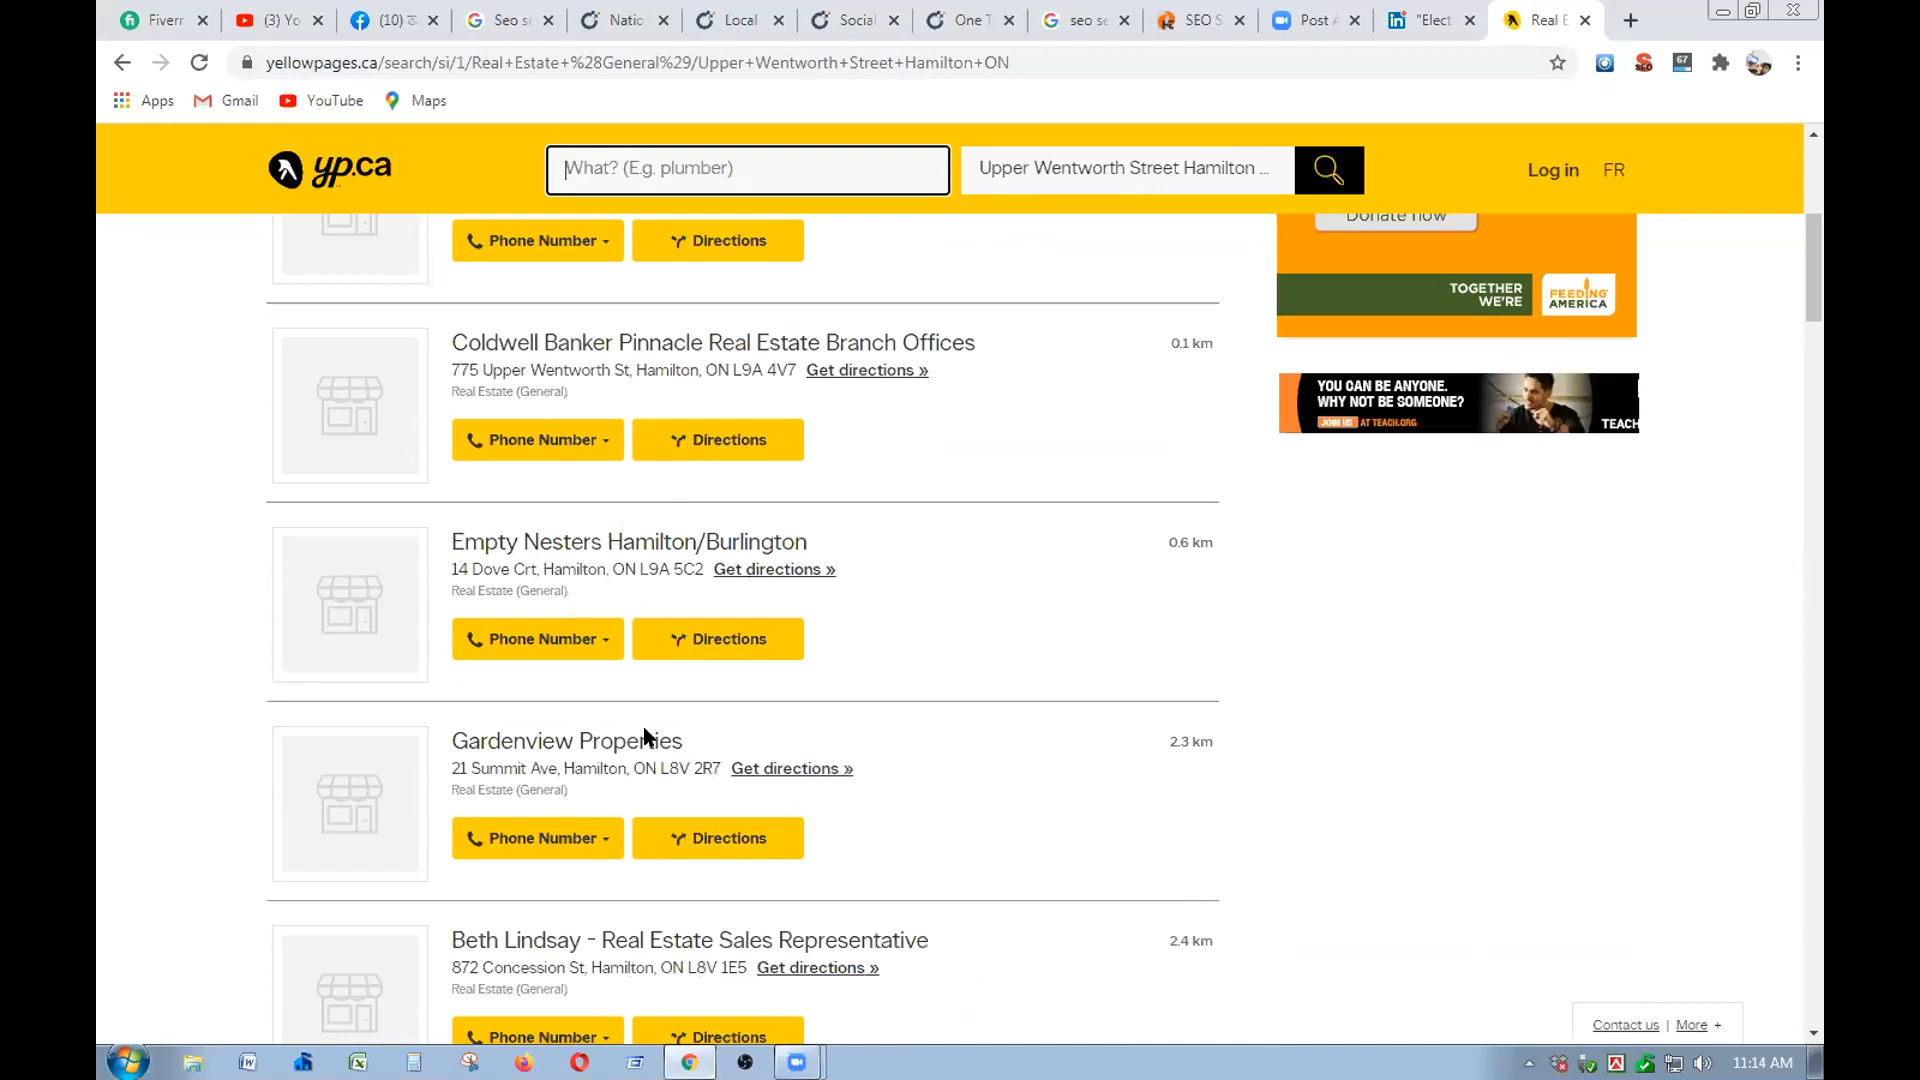 Fiverr
(3) Yo
(10) ਹ
Seo se
Natic
Local
Social
One T
seo se
SEO S
Post A
"Elect
Real E
yellowpages.ca/search/si/1/Real+Estate+%28General%29/Upper+Wentworth+Street+Hamilton+ON
67
Apps
Gmail
YouTube
Maps
yp.ca
What? (E.g. plumber)
Upper Wentworth Street Hamilton ...
Log in
FR
Phone Number
Directions
Donate now
TOGETHER
WE'RE
FEEDING
AMERICA
Coldwell Banker Pinnacle Real Estate Branch Offices
0.1 km
775 Upper Wentworth St, Hamilton, ON L9A 4V7 Get directions »
Real Estate (General)
Phone Number
Directions
YOU CAN BE ANYONE.
WHY NOT BE SOMEONE?
JOIN US AT TEACH.ORG
TEACH
Empty Nesters Hamilton/Burlington
0.6 km
14 Dove Crt, Hamilton, ON L9A 5C2 Get directions »
Real Estate (General)
Phone Number
Directions
Gardenview Properties
2.3 km
21 Summit Ave, Hamilton, ON L8V 2R7 Get directions »
Real Estate (General)
Phone Number
Directions
Beth Lindsay - Real Estate Sales Representative
2.4 km
872 Concession St, Hamilton, ON L8V 1E5 Get directions »
Real Estate (General)
Phone Number
Directions
Contact us | More +
11:14 AM